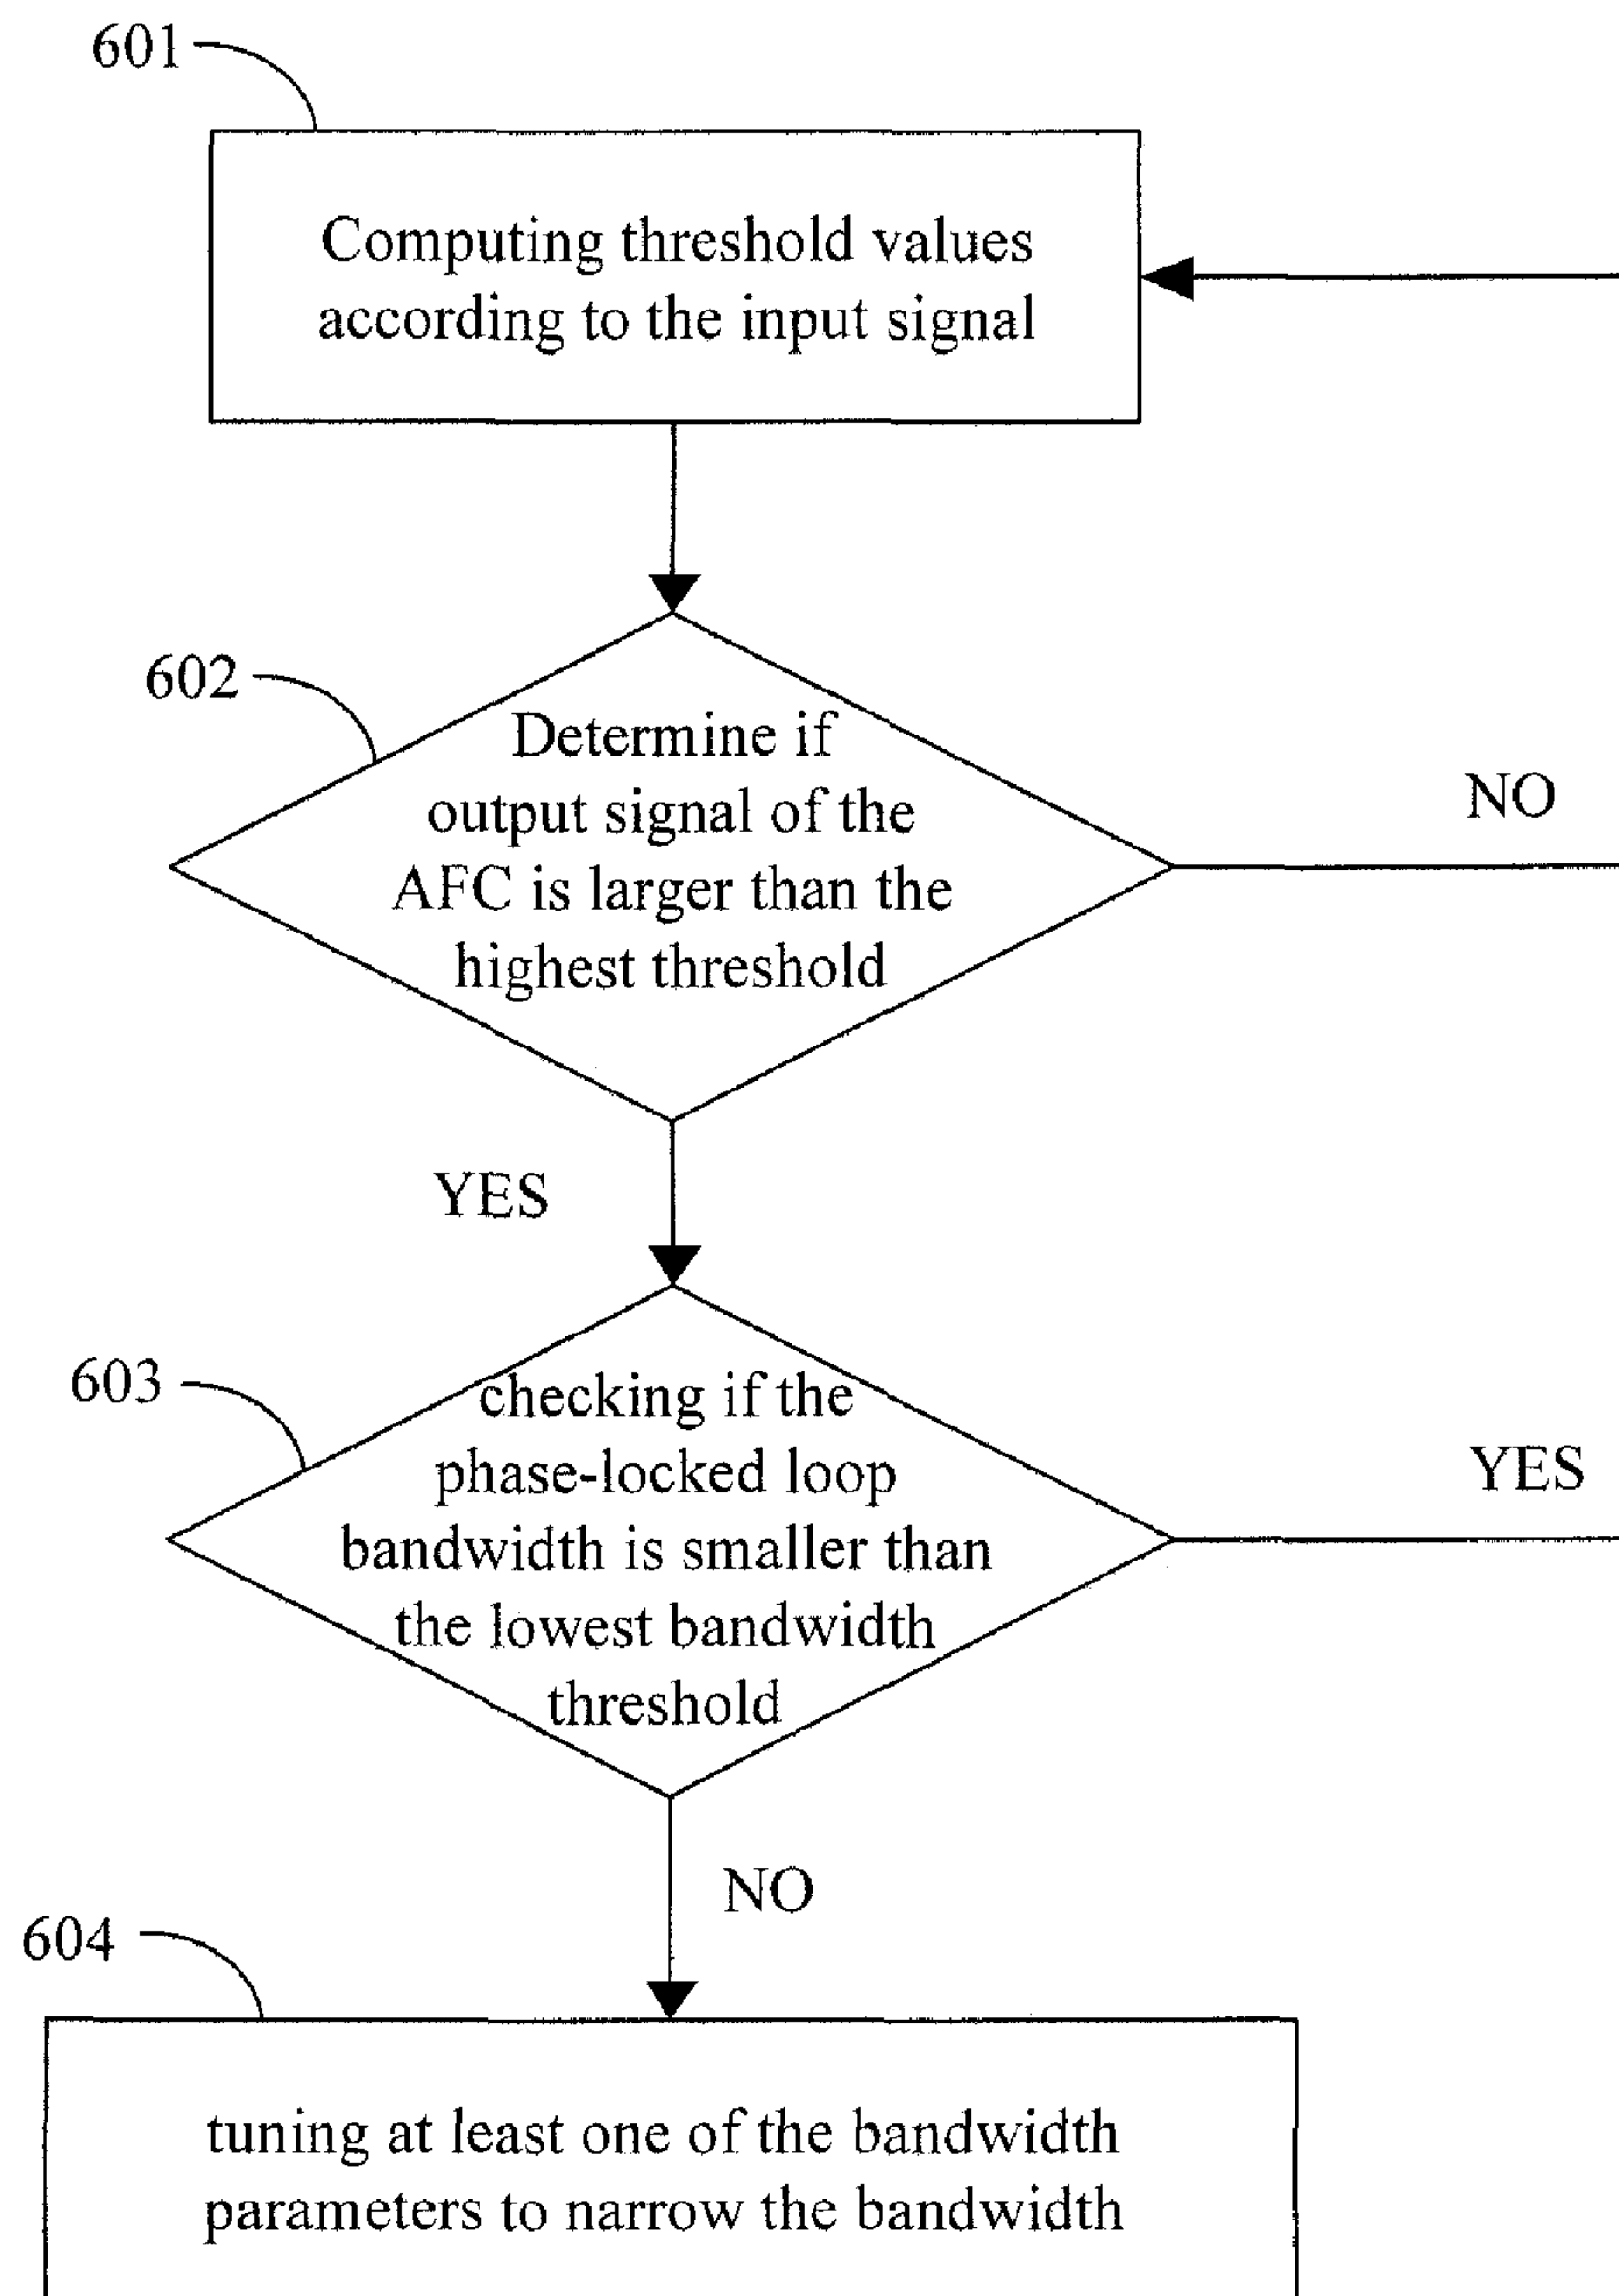 601
Computing threshold values
according to the input signal
602
Determine if
output signal of the
AFC is larger than the
highest threshold
NO
YES
603
checking if the
phase-locked loop
bandwidth is smaller than
the lowest bandwidth
threshold
YES
NO
604
tuning at least one of the bandwidth
parameters to narrow the bandwidth